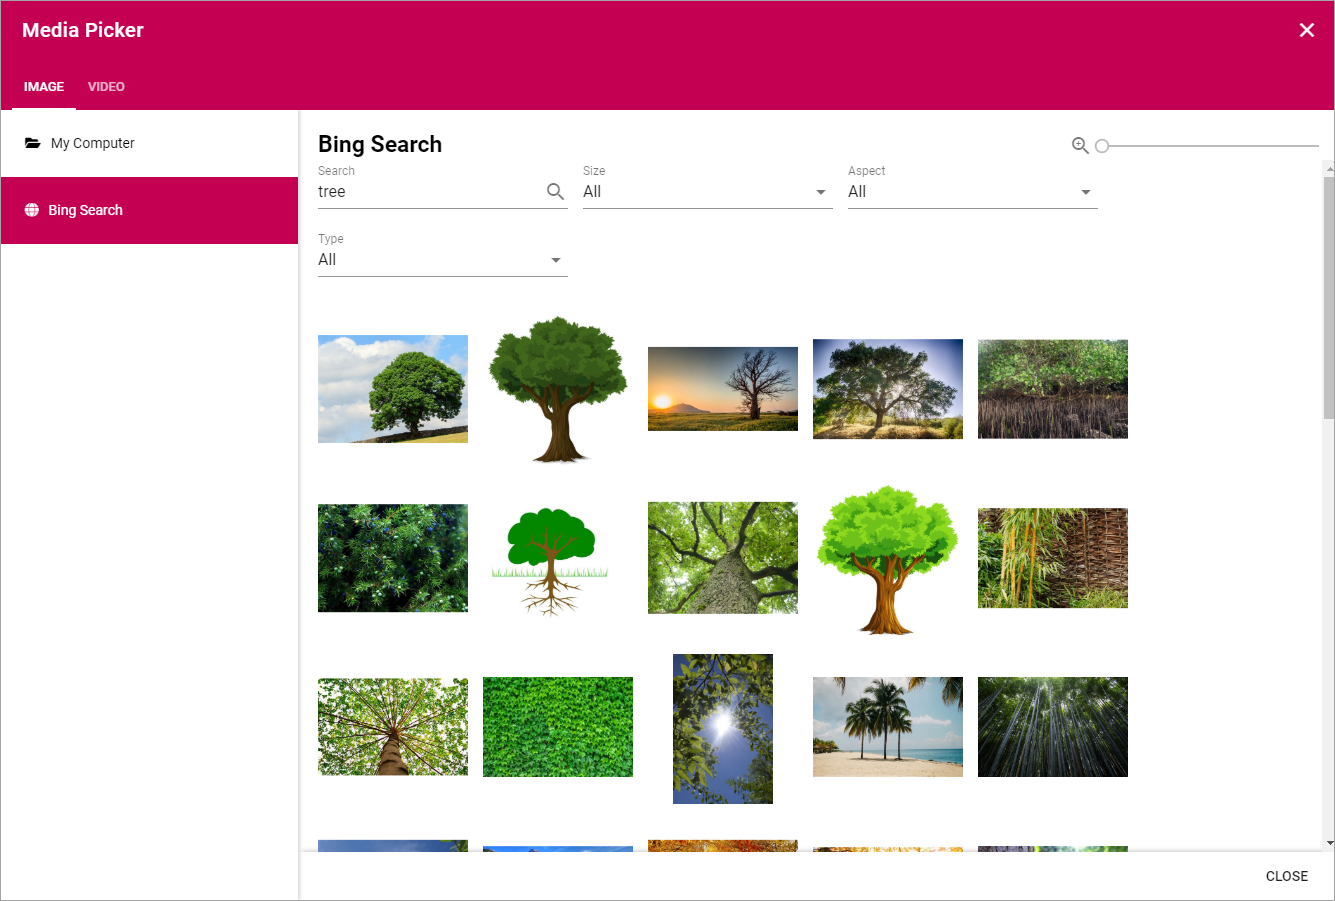 Media Picker
IMAGE VIDEO
My Computer
Bing Search
Bing Search
Search Size Aspect
tree All All
Type
All
CLOSE